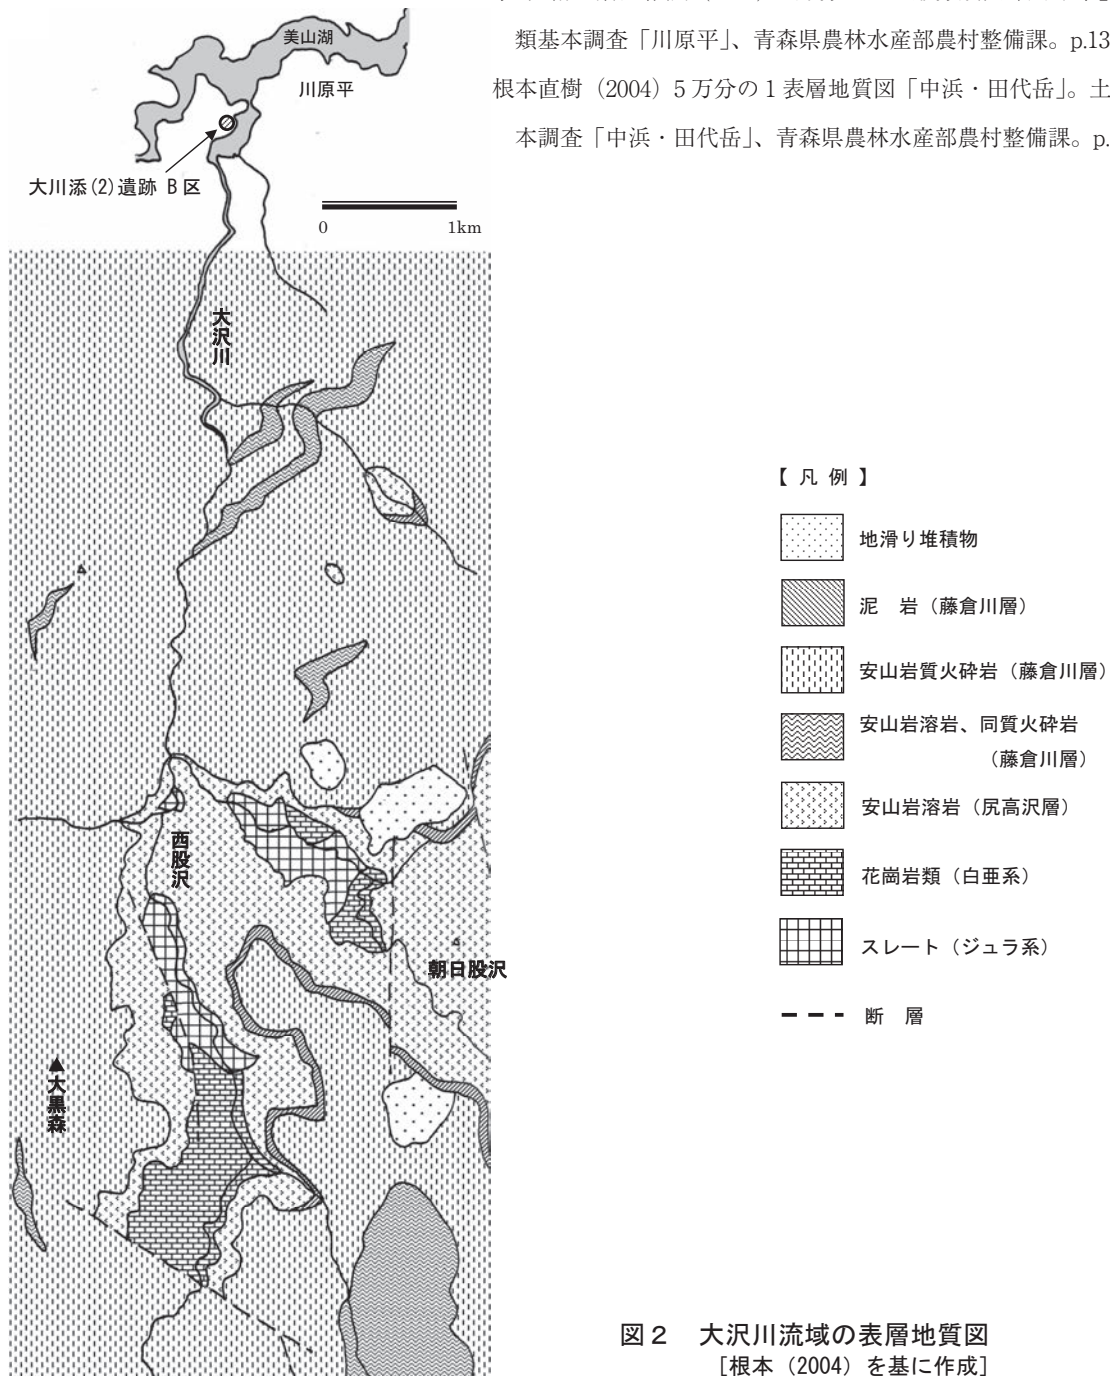 類基本調査「川原平」、青森県農林水産部農村整備課。p.13
根本直樹（2004）5万分の1表層地質図「中浜・田代岳」。土
本調査「中浜・田代岳」、青森県農林水産部農村整備課。p.
美山湖
川原平
大川添(2)遺跡 B区
0 1km
大沢川
西股沢
朝日股沢
大黒森
【 凡 例 】
地滑り堆積物
泥　岩（藤倉川層）
安山岩質火砕岩（藤倉川層）
安山岩溶岩、同質火砕岩
（藤倉川層）
安山岩溶岩（尻高沢層）
花崗岩類（白亜系）
スレート（ジュラ系）
断　層
図２　大沢川流域の表層地質図
［根本（2004）を基に作成］